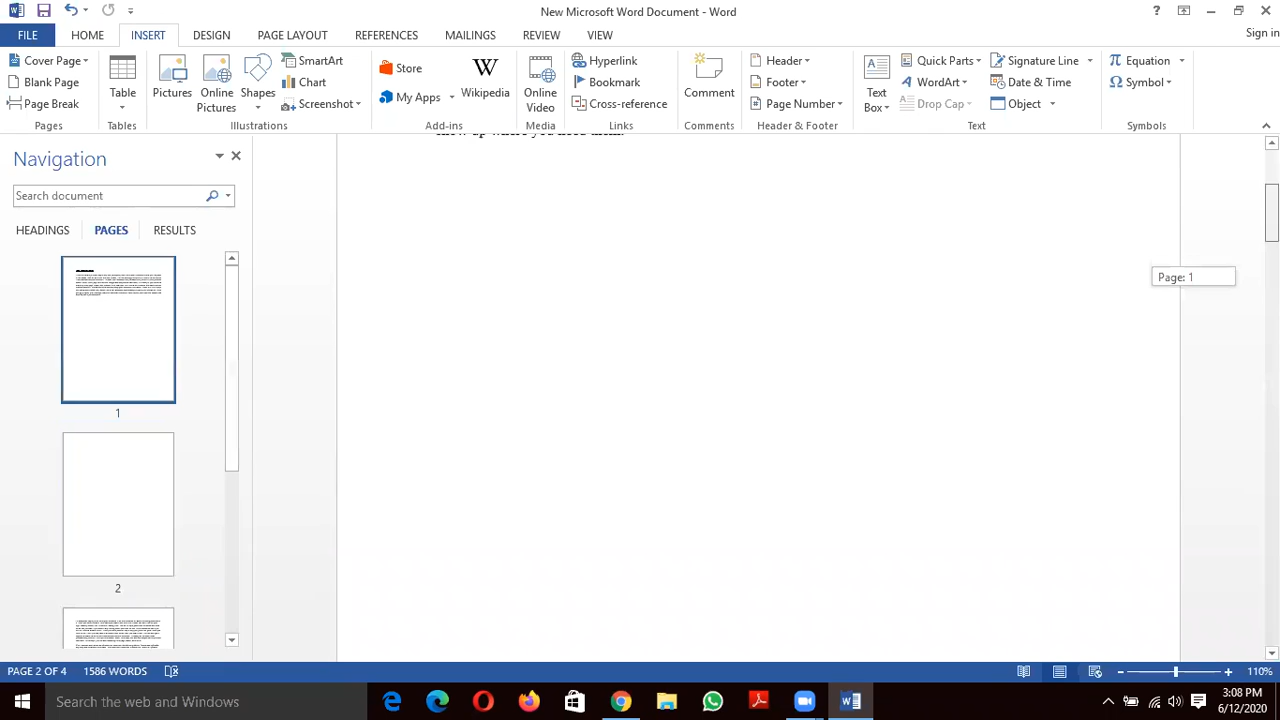 New Microsoft Word Document - Word
?
Sign in
FILE HOME INSERT DESIGN PAGE LAYOUT REFERENCES MAILINGS REVIEW VIEW
Cover Page
Blank Page
Page Break
Pages
Table
Tables
Pictures
Online Pictures
Shapes
SmartArt
Chart
Screenshot
Illustrations
Store
My Apps
Wikipedia
Add-ins
Online Video
Media
Hyperlink
Bookmark
Cross-reference
Links
Comment
Comments
Header
Footer
Page Number
Header & Footer
Text Box
Quick Parts
WordArt
Drop Cap
Signature Line
Date & Time
Object
Text
Equation
Symbol
Symbols
Navigation
Search document
HEADINGS PAGES RESULTS
1
2
Page: 1
PAGE 2 OF 4 1586 WORDS
110%
Search the web and Windows
3:08 PM
6/12/2020